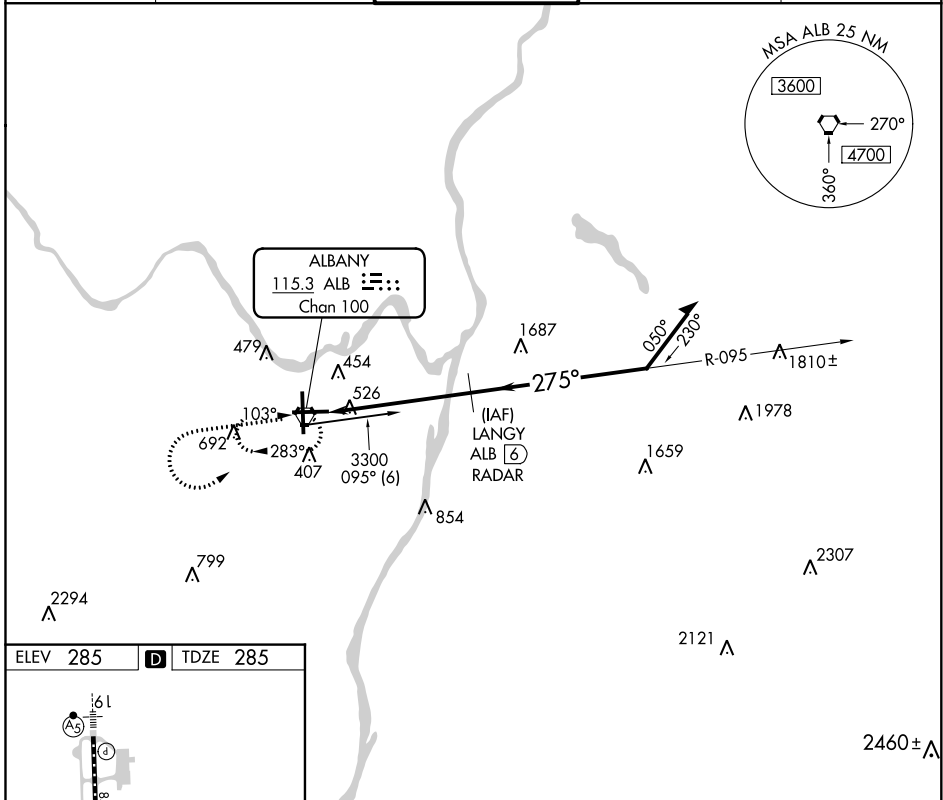 MSA ALB 25 NM
3600
270°
4700
360°
ALBANY
115.3 ALB
Chan 100
1687
050°
230°
R-095
1810±
479
454
275°
526
103°
(IAF)
LANGY
ALB 6
RADAR
1978
692
283°
407
3300
095° (6)
1659
854
799
2307
2294
2121
ELEV 285 D TDZE 285
19
A5
P
2460±
8